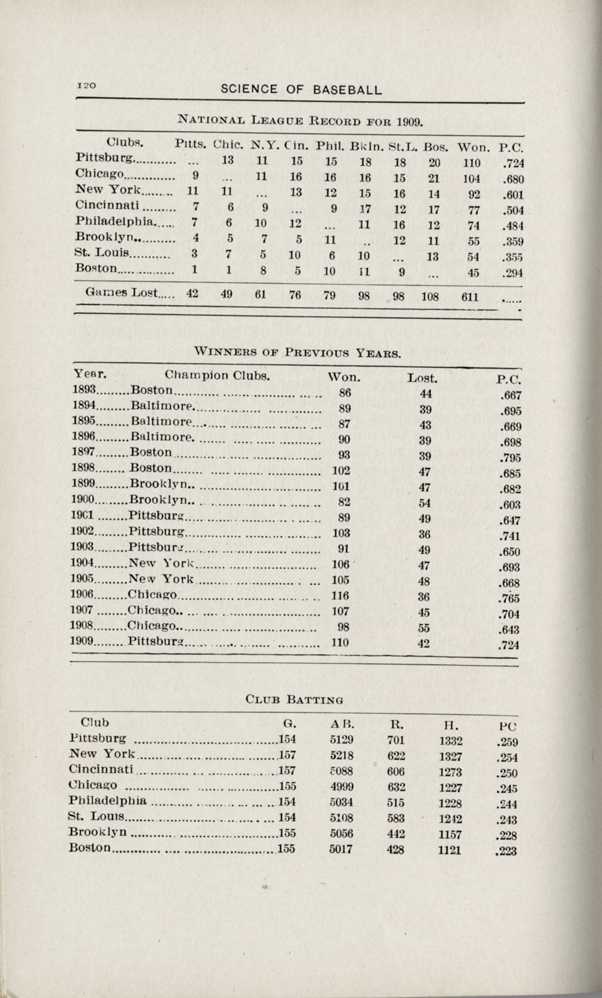 120
SCIENCE OF BASEBALL
NATIONAL LEAGUE RECORD FOR 1909.
Clubs. Pitts. Chic. N.Y. Cin. Phil. Bkln. St.L. Bos. Won. P.C.
Pittsburg............ ... 13 11 15 15 18 18 20 110 .724
Chicago.............. 9 ... 11 16 16 16 15 21 104 .680
New York......... 11 11 ... 13 12 15 16 14 92 .601
Cincinnati .......... 7 6 9 ... 9 17 12 17 77 .504
Philadelphia...... 7 6 10 12 ... 11 16 12 74 .484
Brooklyn........... 4 5 7 5 11 .. 12 11 55 .359
St. Louis............ 3 7 5 10 6 10 ... 13 54 .355
Boston................ 1 1 8 5 10 11 9 ... 45 .294
Games Lost..... 42 49 61 76 79 98 98 108 611 ......
WINNERS OF PREVIOUS YEARS.
Year. Champion Clubs. Won. Lost. P.C.
1893.........Boston........................................ 86 44 .667
1894.........Baltimore................................... 89 39 .695
1895.........Baltimore................................... 87 43 .669
1896.........Baltimore................................... 90 39 .698
1897.........Boston........................................ 93 39 .795
1898........ Boston........................................ 102 47 .685
1899.........Brooklyn.................................... 101 47 .682
1900.........Brooklyn.................................... 82 54 .603
1901 ........Pittsburg.................................... 89 49 .647
1902.........Pittsburg.................................... 103 36 .741
1903.........Pittsburg.................................... 91 49 .650
1904.........New York.................................. 106 47 .693
1905.........New York .................................. 105 48 .668
1906.........Chicago...................................... 116 36 .765
1907 ........Chicago...................................... 107 45 .704
1908.........Chicago...................................... 98 55 .643
1909........ Pittsburg.................................... 110 42 .724
CLUB BATTING
Club G. A B. R. H. PC
Pittsburg ......................................154 5129 701 1332 .259
New York......................................157 5218 622 1327 .254
Cincinnati......................................157 5088 606 1273 .250
Chicago .........................................155 4999 632 1227 .245
Philadelphia ..................................154 5034 515 1228 .244
St. Louis........................................154 5108 583 1242 .243
Brooklyn .......................................155 5056 442 1157 .228
Boston...........................................155 5017 428 1121 .223